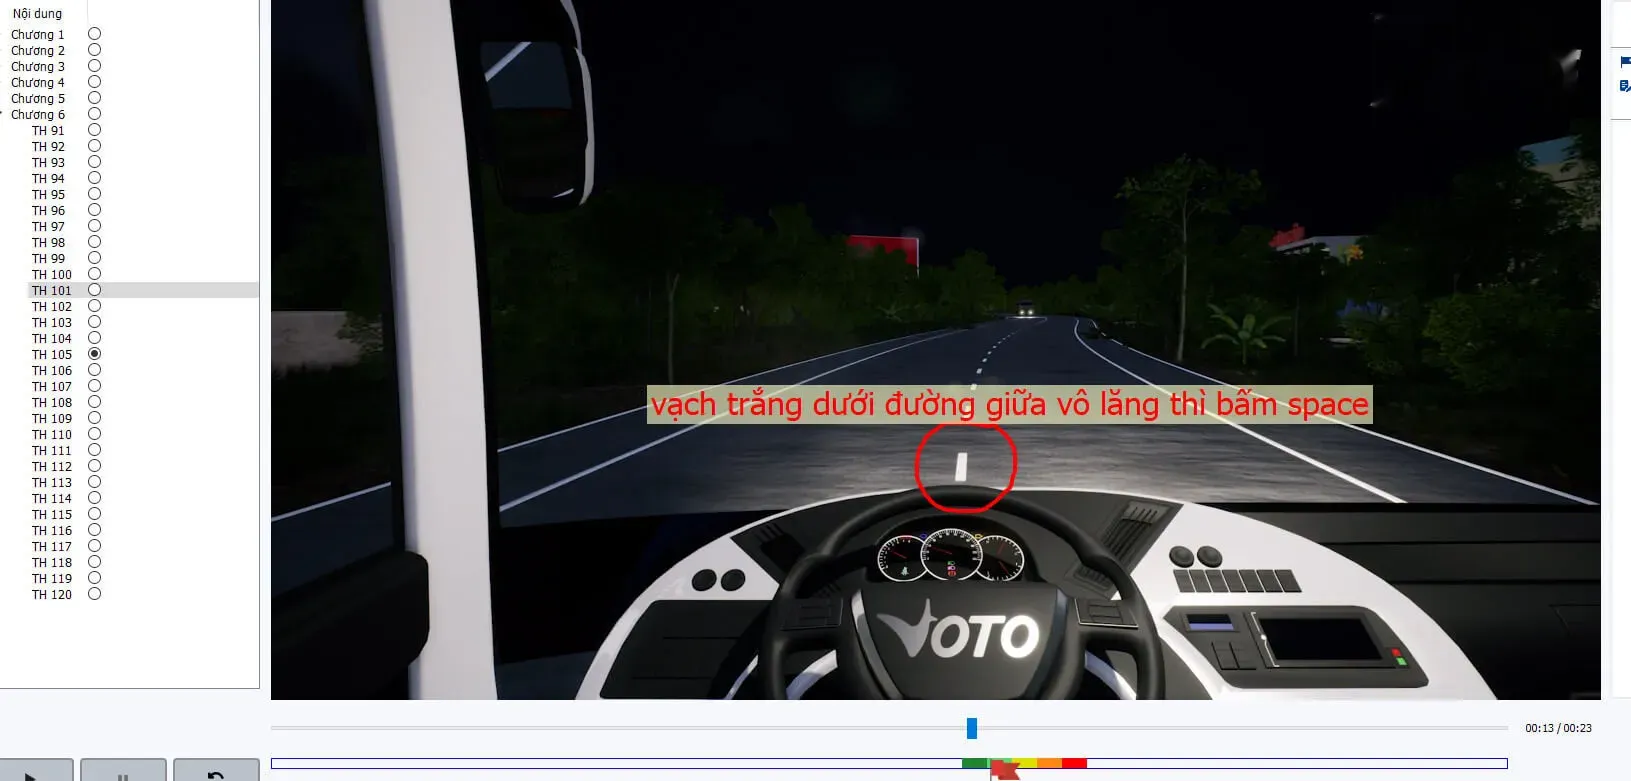 Nội dung
Chương 1
Chương 2
Chương 3
Chương 4
Chương 5
Chương 6
TH 91
TH 92
TH 93
TH 94
TH 95
TH 96
TH 97
TH 98
TH 99
TH 100
TH 101
TH 102
TH 103
TH 104
TH 105
TH 106
TH 107
TH 108
TH 109
TH 110
TH 111
TH 112
TH 113
TH 114
TH 115
TH 116
TH 117
TH 118
TH 119
TH 120
vạch trắng dưới đường giữa vô lăng thì bấm space
VOTO
00:13 / 00:23